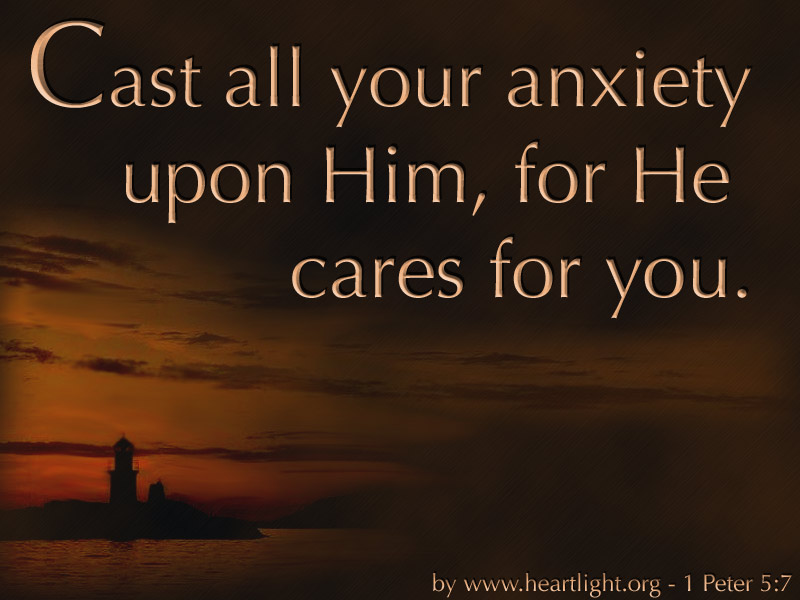 Cast all your anxiety
upon Him, for He
cares for you.
by www.heartlight.org - 1 Peter 5:7